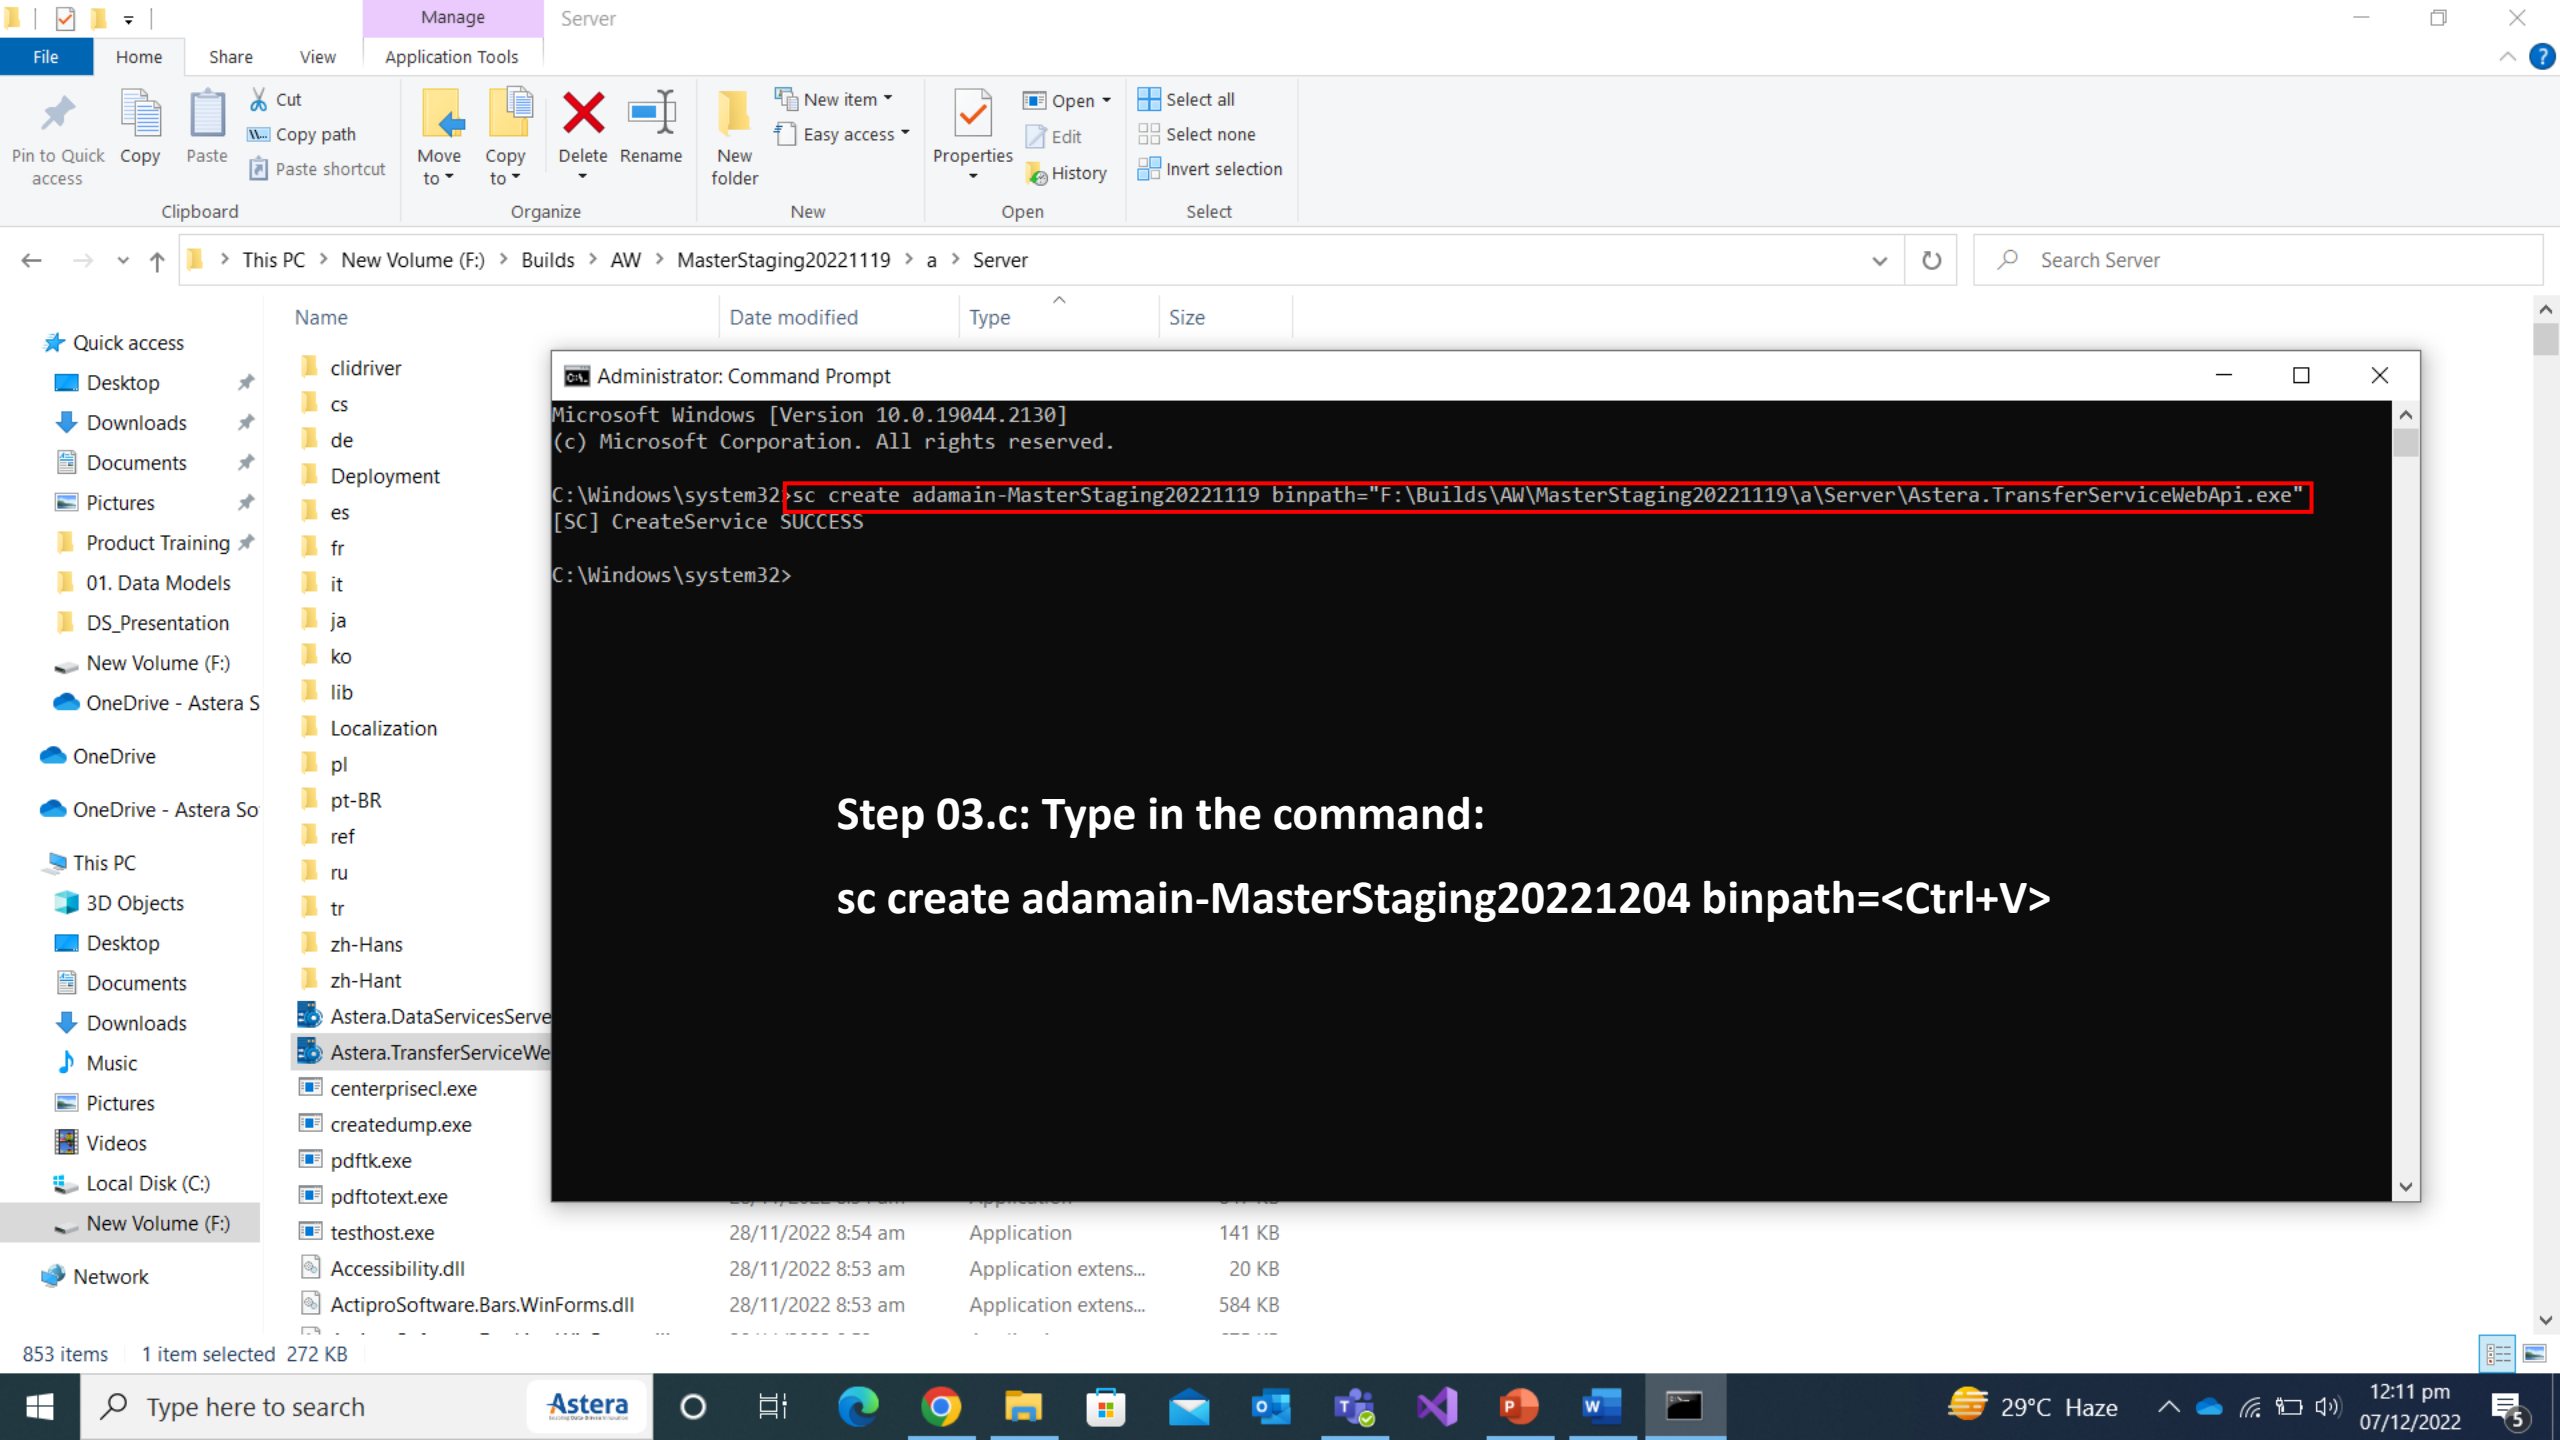 Manage
Server
File
Home
Share
View
Application Tools
Pin to Quick access
Copy
Paste
Cut
Copy path
Paste shortcut
Clipboard
Move to
Copy to
Delete
Rename
Organize
New folder
New item
Easy access
New
Properties
Open
Edit
History
Open
Select all
Select none
Invert selection
Select
This PC > New Volume (F:) > Builds > AW > MasterStaging20221119 > a > Server
Search Server
Name
Date modified
Type
Size
Quick access
Desktop
Downloads
Documents
Pictures
Product Training
01. Data Models
DS_Presentation
New Volume (F:)
OneDrive - Astera S
OneDrive
OneDrive - Astera So
This PC
3D Objects
Desktop
Documents
Downloads
Music
Pictures
Videos
Local Disk (C:)
New Volume (F:)
Network
clidriver
cs
de
Deployment
es
fr
it
ja
ko
lib
Localization
pl
pt-BR
ref
ru
tr
zh-Hans
zh-Hant
Astera.DataServicesServe
Astera.TransferServiceWe
centerprisecl.exe
createdump.exe
pdftk.exe
pdftotext.exe
testhost.exe 28/11/2022 8:54 am Application 141 KB
Accessibility.dll 28/11/2022 8:53 am Application extens... 20 KB
ActiproSoftware.Bars.WinForms.dll 28/11/2022 8:53 am Application extens... 584 KB
Administrator: Command Prompt
Microsoft Windows [Version 10.0.19044.2130]
(c) Microsoft Corporation. All rights reserved.
C:\Windows\system32>sc create adamain-MasterStaging20221119 binpath="F:\Builds\AW\MasterStaging20221119\a\Server\Astera.TransferServiceWebApi.exe"
[SC] CreateService SUCCESS
C:\Windows\system32>
Step 03.c: Type in the command:
sc create adamain-MasterStaging20221204 binpath=<Ctrl+V>
853 items
1 item selected 272 KB
Type here to search
Astera
29°C Haze
12:11 pm
07/12/2022
5